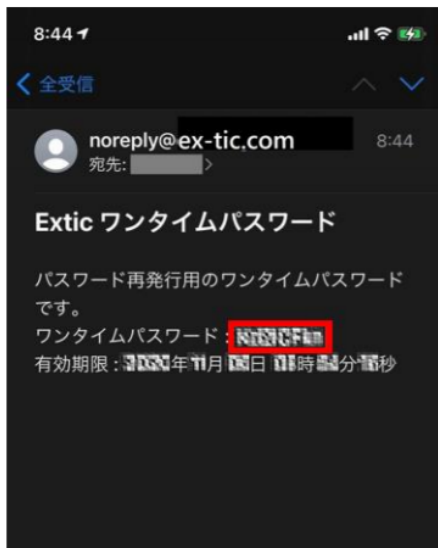 8:44
全受信
noreply@ex-tic.com 8:44
宛先:
Extic ワンタイムパスワード
パスワード再発行用のワンタイムパスワード
です。
ワンタイムパスワード:
有効期限: 年11月 日 時 分 秒